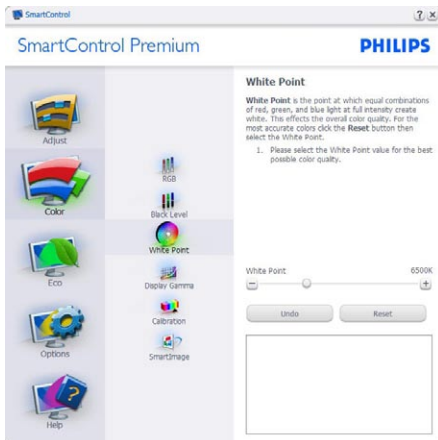 SmartControl
SmartControl Premium
PHILIPS
Adjust
Color
Eco
Options
Help
RGB
Black Level
White Point
Display Gamma
Calibration
SmartImage
White Point
White Point is the point at which equal combinations
of red, green, and blue light at full intensity create
white. This effects the overall color quality. For the
most accurate colors click the Reset button then
select the White Point.
1. Please select the White Point value for the best
possible color quality.
White Point 6500K
Undo Reset